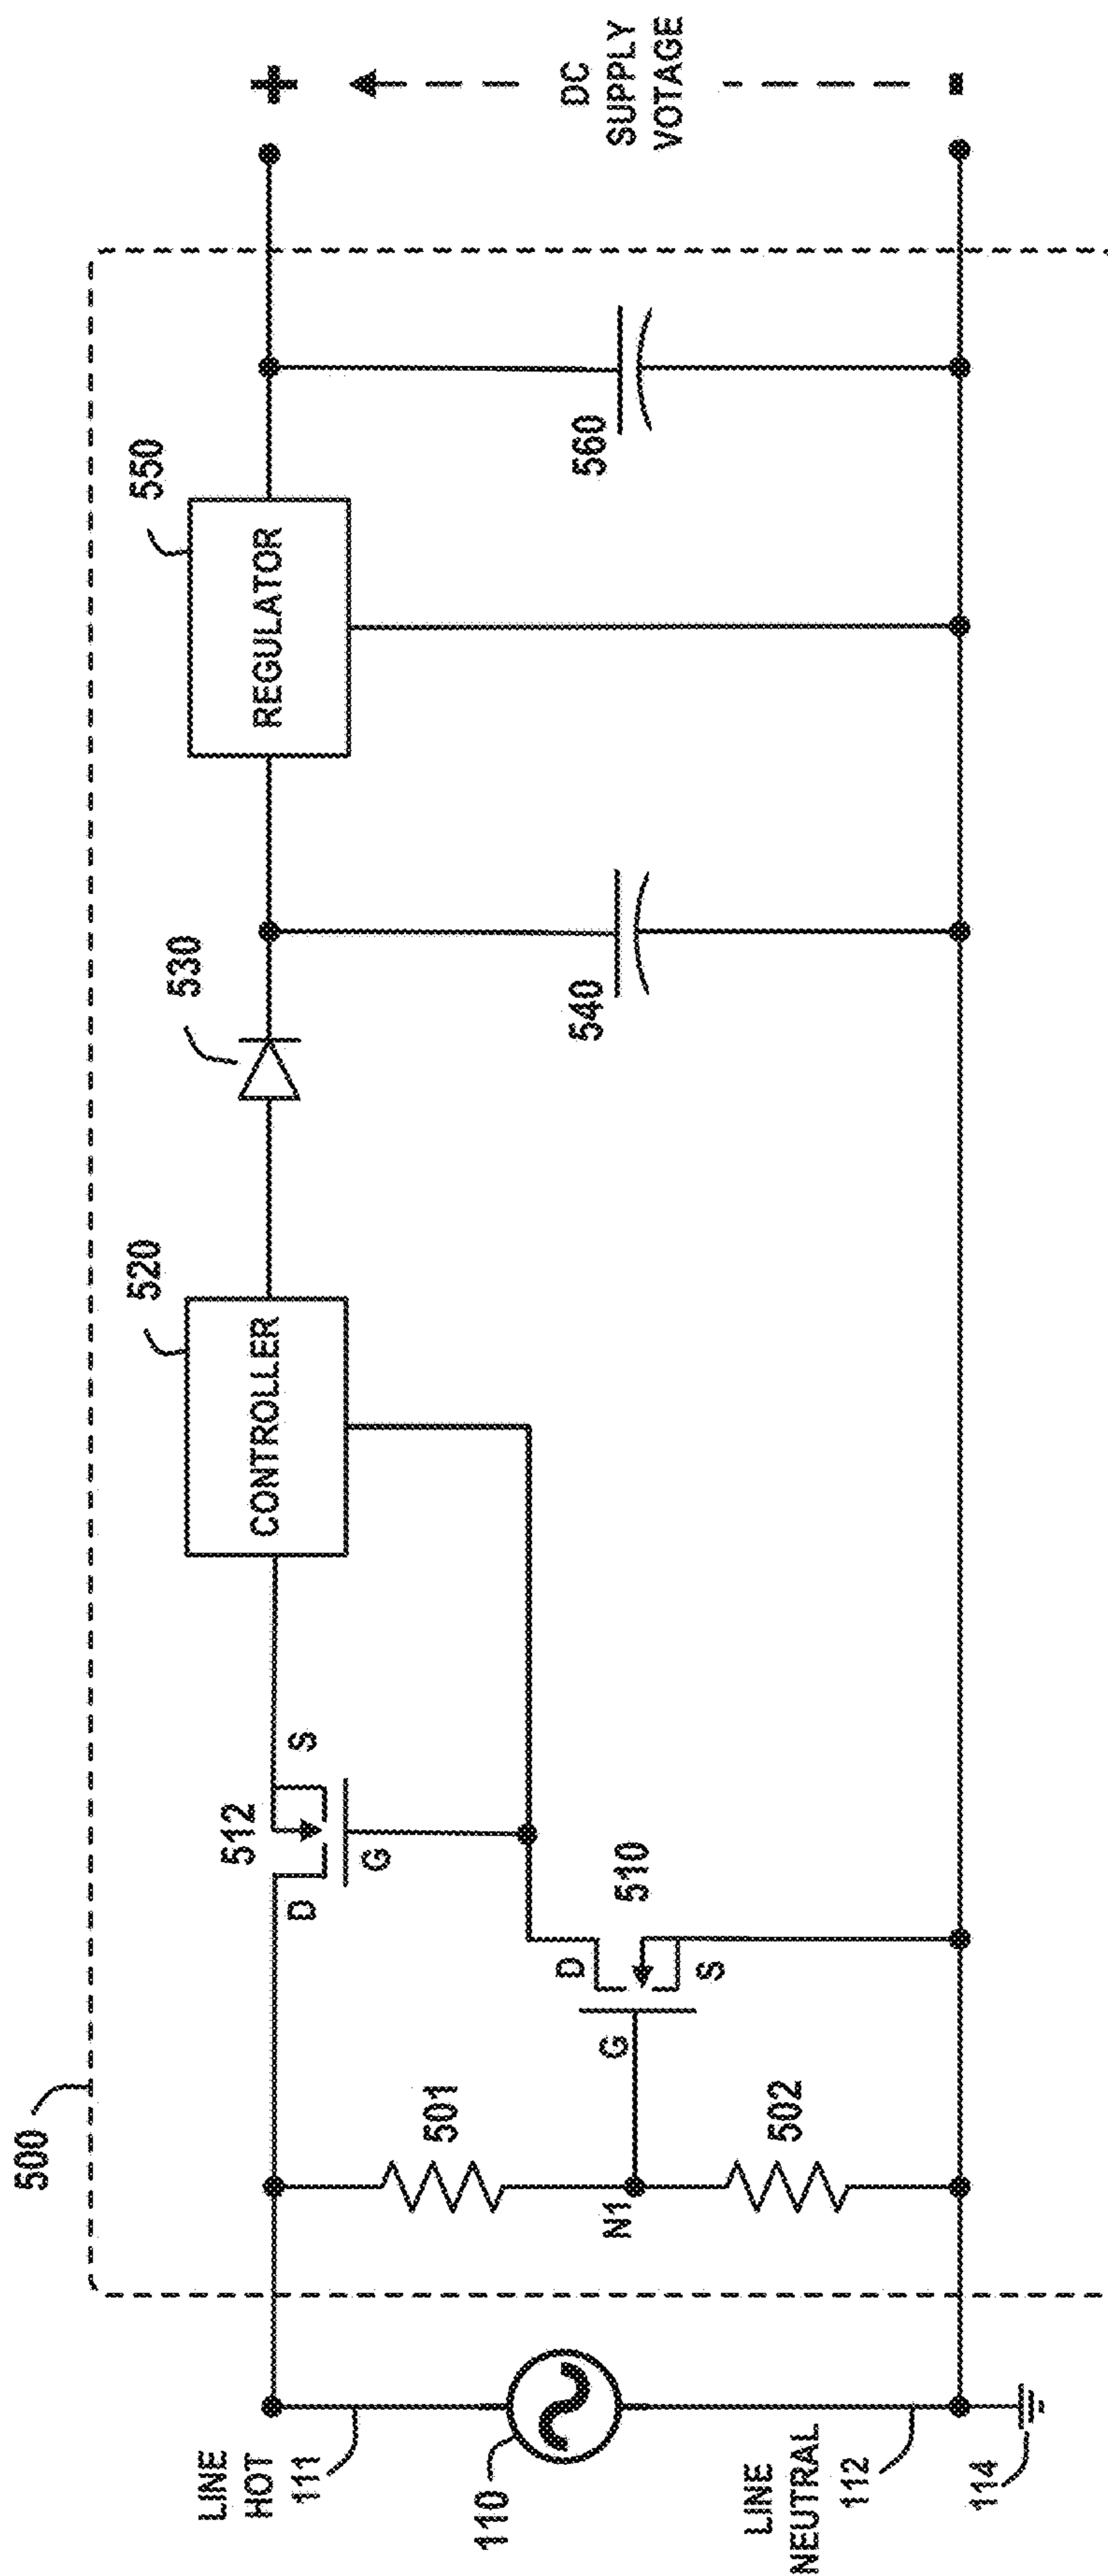 500
LINE
HOT
111
110
LINE
NEUTRAL
112
114
501
N1
502
D
512
S
G
D
G
510
S
520
CONTROLLER
530
540
550
REGULATOR
560
+
DC
SUPPLY
VOTAGE
-